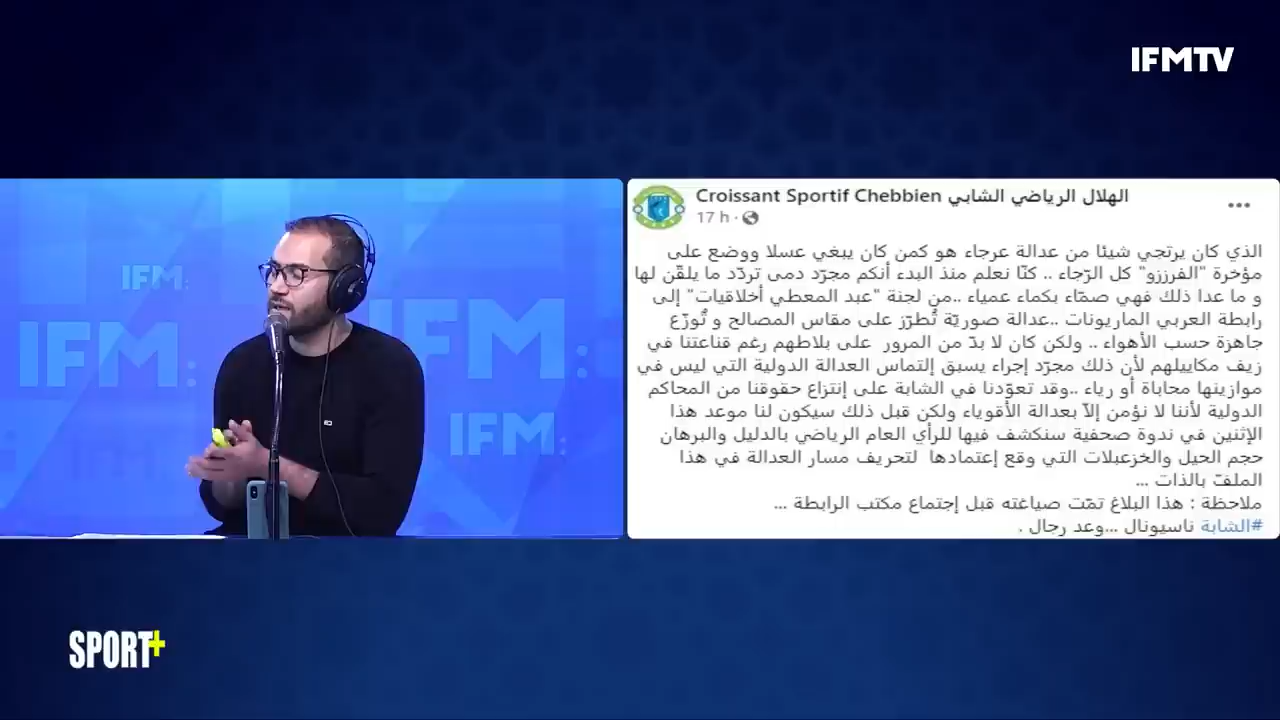 IFMTV
IFM:
IFM:
IFM:
IFM:
Croissant Sportif Chebbien الهلال الرياضي الشابي
17 h
الذي كان يرتجي شيئا من عدالة عرجاء هو كمن كان يبغي عسلا ووضع على
مؤخرة "الفرززو" كل الرّجاء .. كنّا نعلم منذ البدء أنكم مجرّد دمى تردّد ما يلقّن لها
و ما عدا ذلك فهي صمّاء بكماء عمياء ..من لجنة "عبد المعطي أخلاقيات" إلى
رابطة العربي الماريونات ..عدالة صوريّة تُطرّز على مقاس المصالح و تُوزّع
جاهزة حسب الأهواء .. ولكن كان لا بدّ من المرور على بلاطهم رغم قناعتنا في
زيف مكاييلهم لأن ذلك مجرّد إجراء يسبق إلتماس العدالة الدولية التي ليس في
موازينها محاباة أو رياء ..وقد تعوّدنا في الشابة على إنتزاع حقوقنا من المحاكم
الدولية لأننا لا نؤمن إلاّ بعدالة الأقوياء ولكن قبل ذلك سيكون لنا موعد هذا
الإثنين في ندوة صحفية سنكشف فيها للرأي العام الرياضي بالدليل والبرهان
حجم الحيل والخزعبلات التي وقع إعتمادها لتحريف مسار العدالة في هذا
الملفّ بالذات ...
ملاحظة : هذا البلاغ تمّت صياغته قبل إجتماع مكتب الرابطة ...
#الشابة ناسيونال ...وعد رجال .
SPORT+